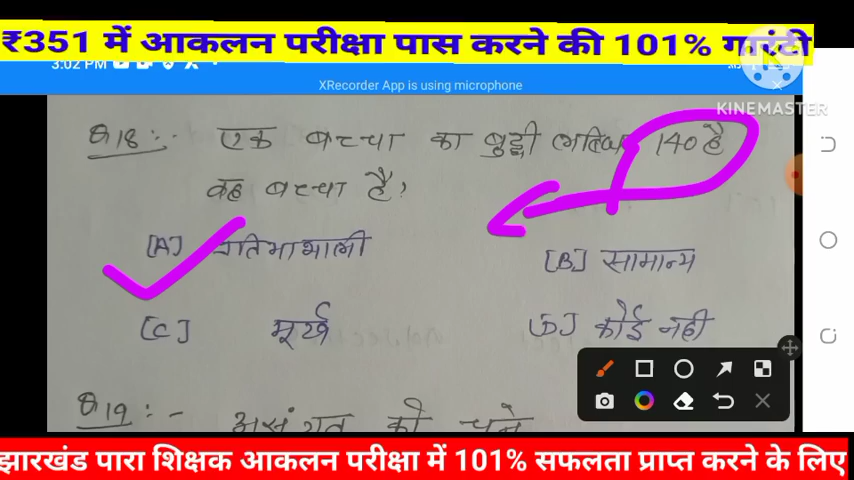 ₹351 में आकलन परीक्षा पास करने की 101% गारंटी
3:02 PM
XRecorder App is using microphone
KINEMASTER
Q18:- एक बच्चा का बुद्धी 140 है
वह बच्चा है?
[A] प्रतिभाशाली
[B] सामान्य
[C] मूर्ख
[D] कोई नही
Q19:- असंगत को चुने
झारखंड पारा शिक्षक आकलन परीक्षा में 101% सफलता प्राप्त करने के लिए